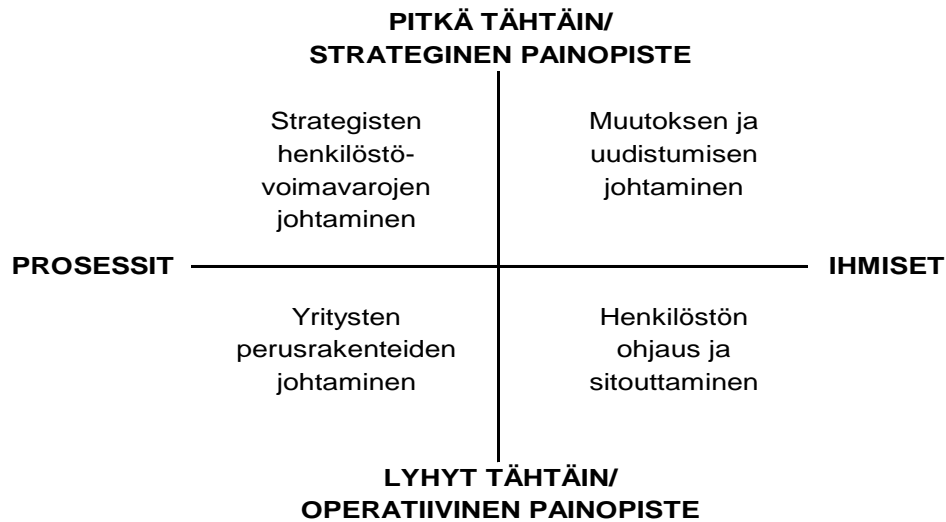 PITKÄ TÄHTÄIN/
STRATEGINEN PAINOPISTE
Strategisten
henkilöstö-
voimavarojen
johtaminen
Muutoksen ja
uudistumisen
johtaminen
PROSESSIT
IHMISET
Yritysten
perusrakenteiden
johtaminen
Henkilöstön
ohjaus ja
sitouttaminen
LYHYT TÄHTÄIN/
OPERATIIVINEN PAINOPISTE